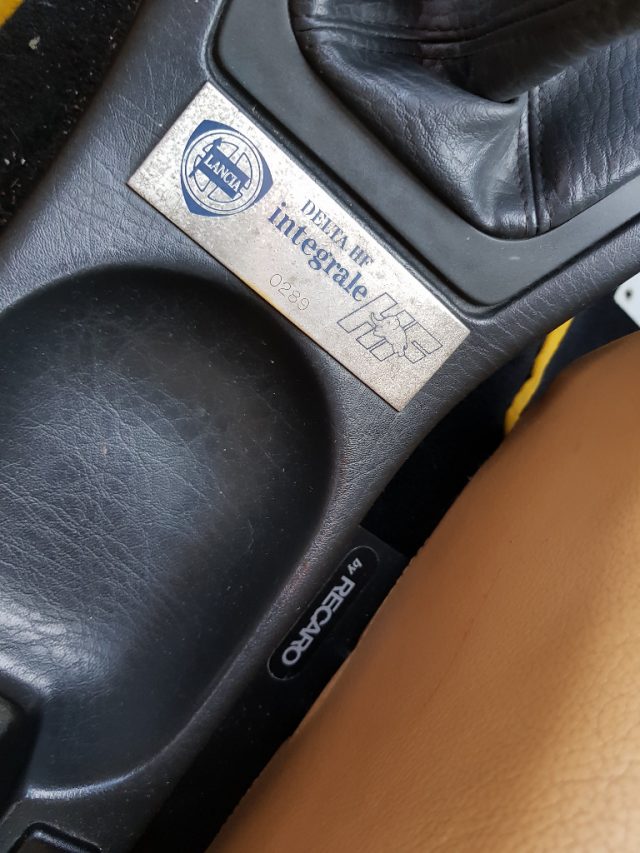 LANCIA
DELTA HF
integrale
0289
HF
by RECARO